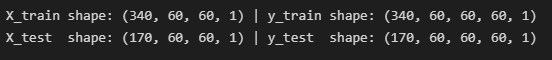 X_train shape: (340, 60, 60, 1) | y_train shape: (340, 60, 60, 60, 1)
X_test  shape: (170, 60, 60, 1) | y_test  shape: (170, 60, 60, 60, 1)